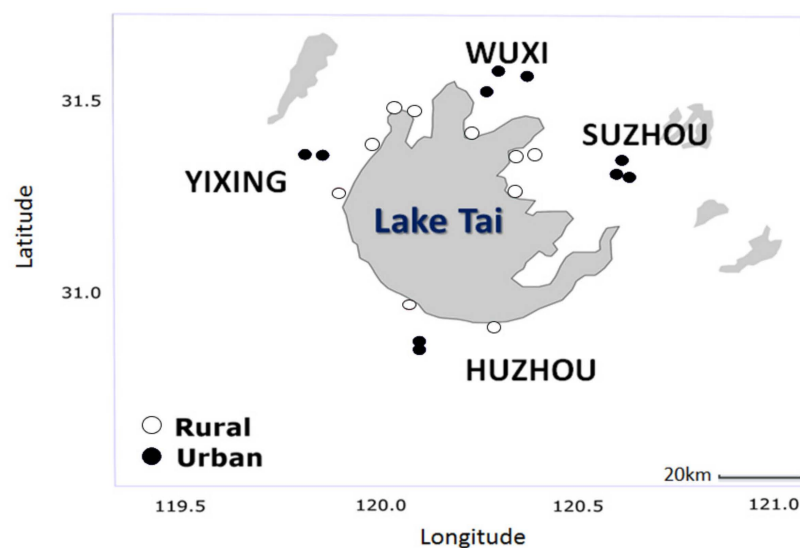 WUXI
31.5
SUZHOU
YIXING
Lake Tai
Latitude
31.0
HUZHOU
Rural
Urban
20km
119.5
120.0
120.5
121.0
Longitude